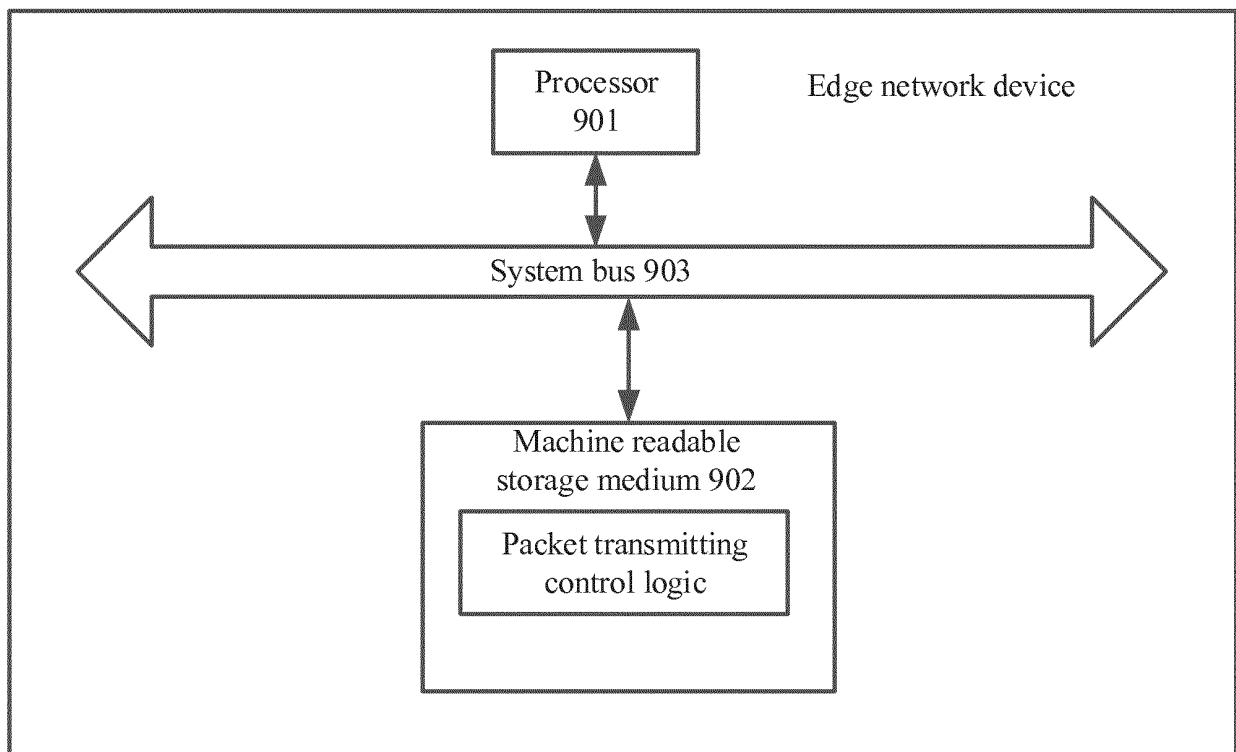 Processor
901
Edge network device
System bus 903
Machine readable
storage medium 902
Packet transmitting
control logic